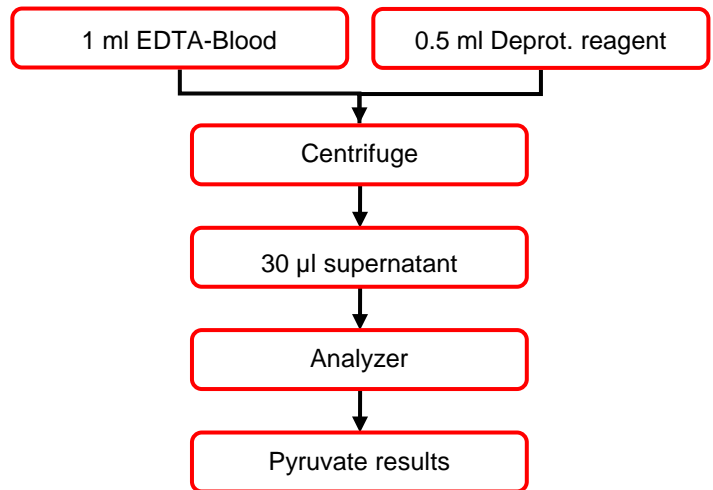 1 ml EDTA-Blood
0.5 ml Deprot. reagent
Centrifuge
30 µl supernatant
Analyzer
Pyruvate results